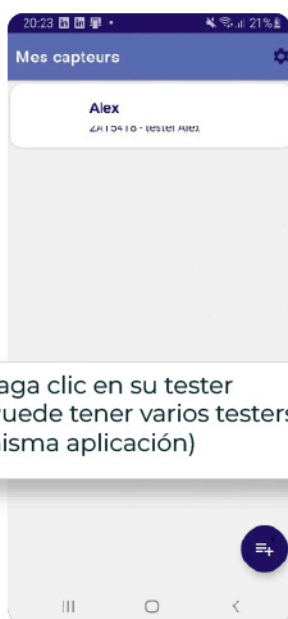 20:23
21%
Mes capteurs
Alex
ZA15418 - tester Alex
aga clic en su tester
uede tener varios testers
isma aplicación)